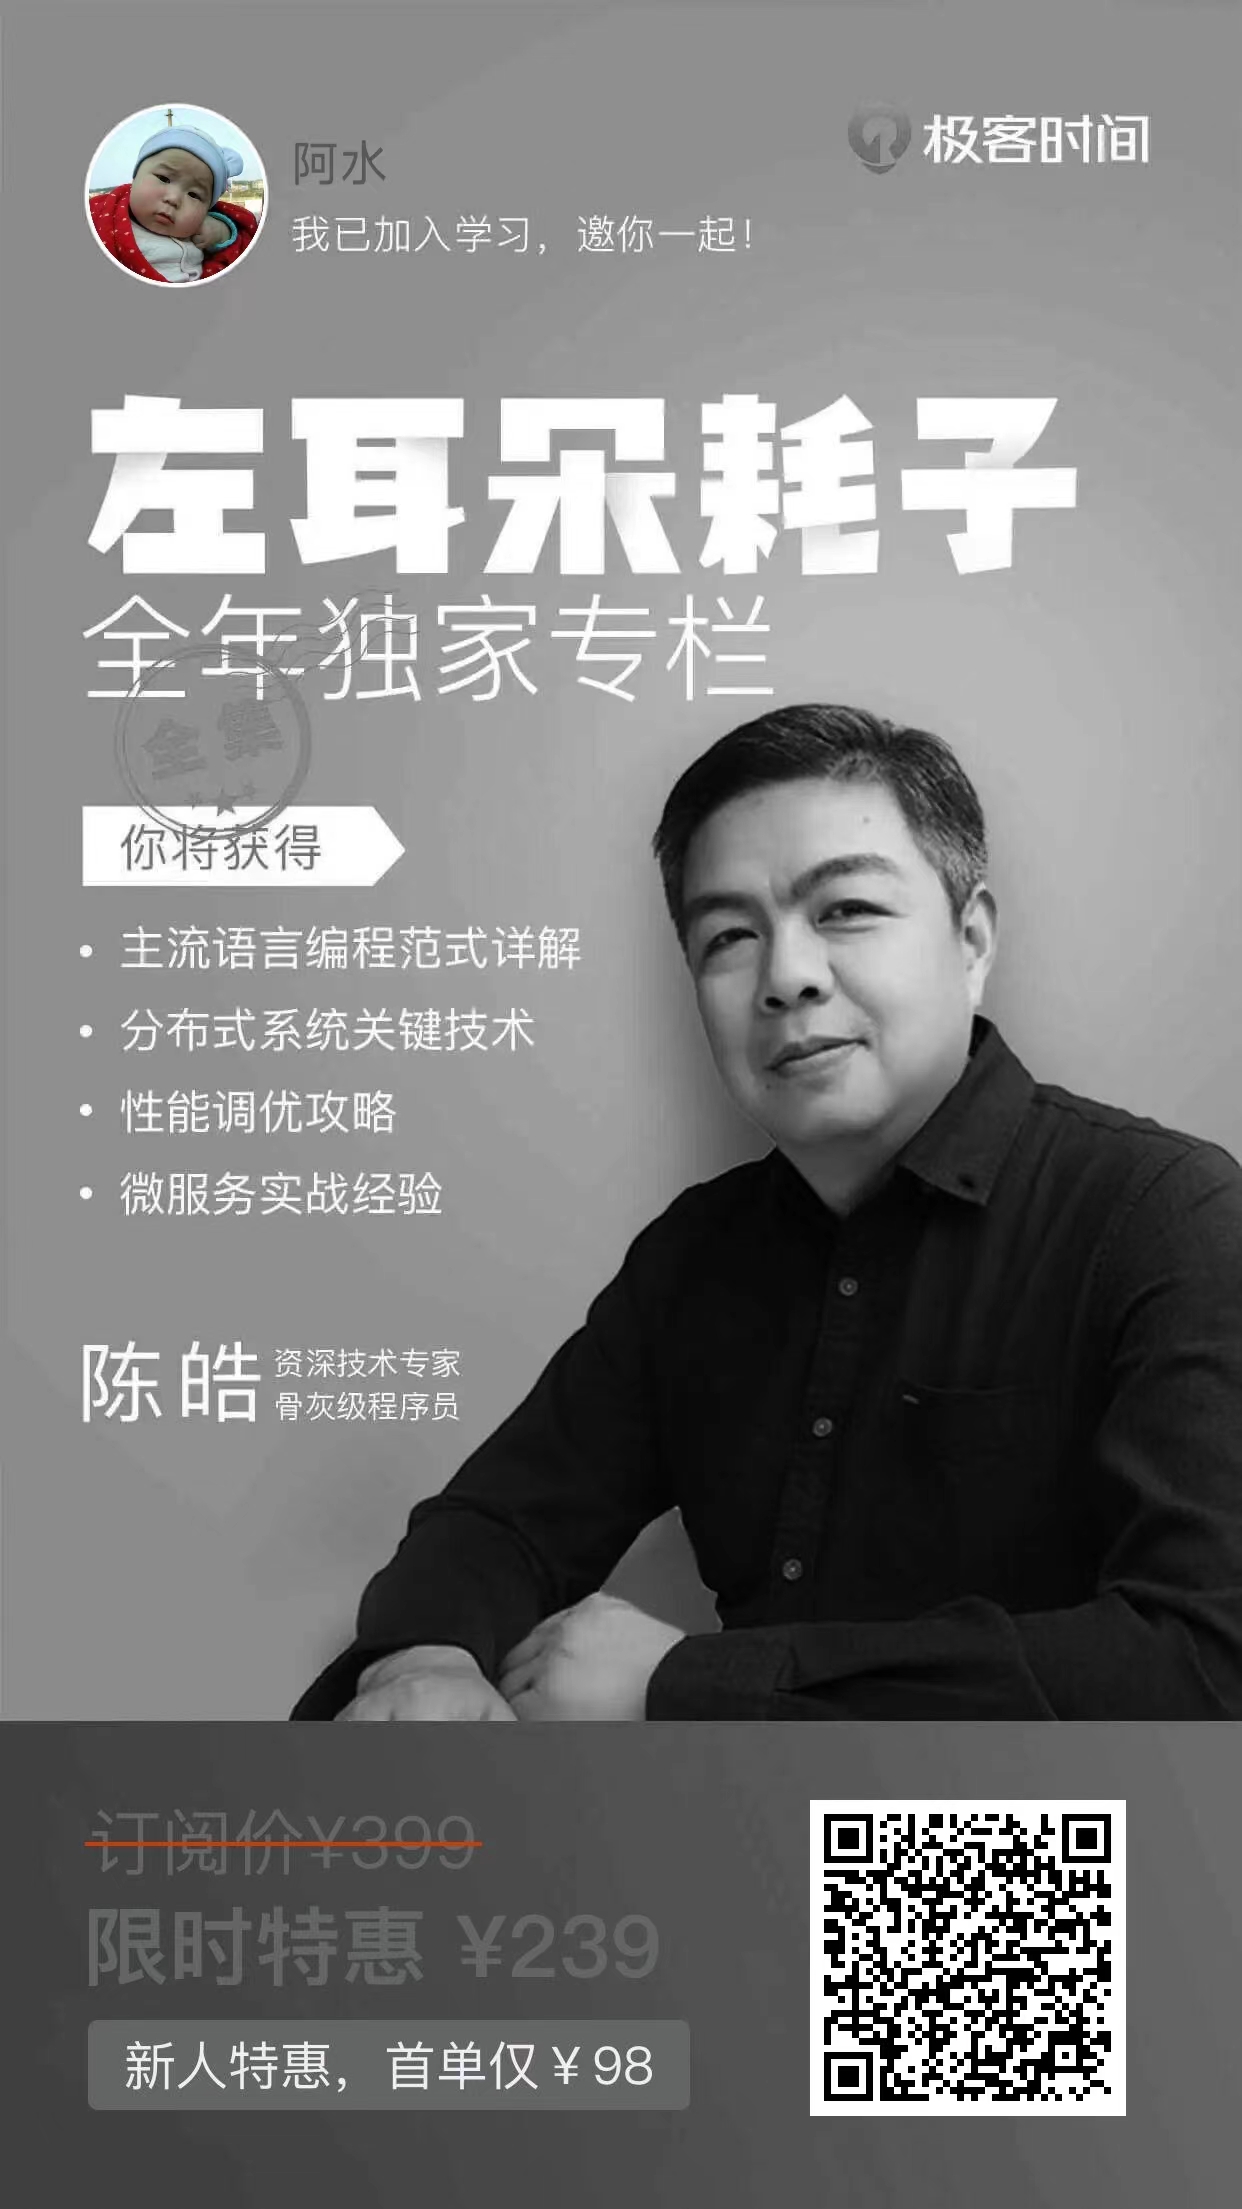 阿水
极客时间
我已加入学习，邀你一起！
左耳朵耗子
全年独家专栏
全集
你将获得
主流语言编程范式详解
分布式系统关键技术
性能调优攻略
微服务实战经验
陈皓
资深技术专家
骨灰级程序员
订阅价¥399
限时特惠 ¥239
新人特惠，首单仅¥98